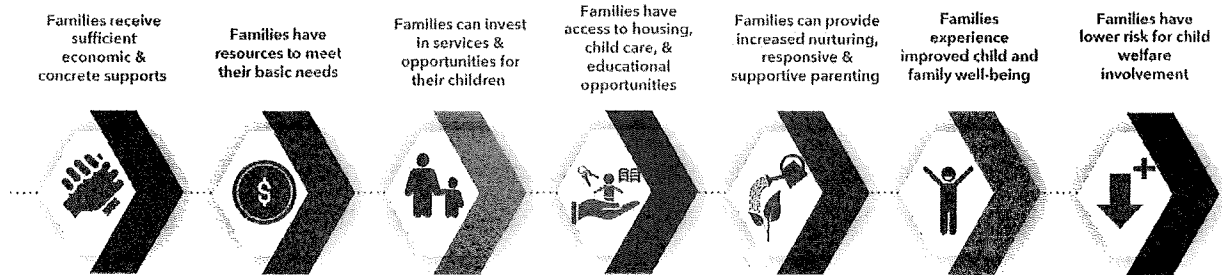 Families receive
sufficient
economic &
concrete supports
Families have
resources to meet
their basic needs
Families can invest
in services &
opportunities for
their children
Families have
access to housing,
child care, &
educational
opportunities
Families can provide
increased nurturing,
responsive &
supportive parenting
Families
experience
improved child and
family well-being
Families have
lower risk for child
welfare
involvement
$
+